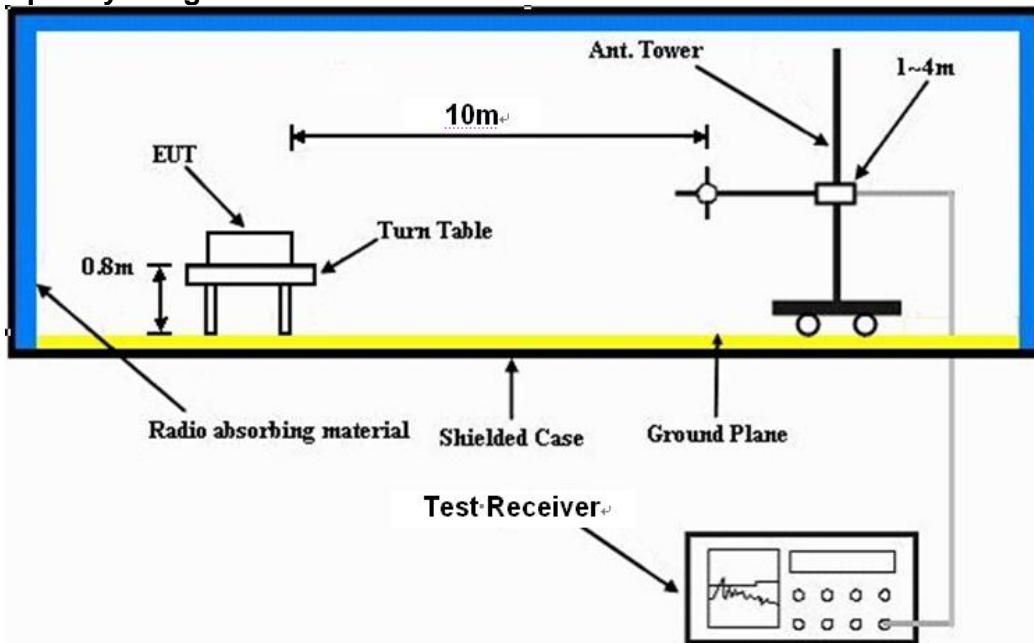 Ant. Tower
1~4m
10m
EUT
Turn Table
0.8m
Radio absorbing material
Shielded Case
Ground Plane
Test Receiver